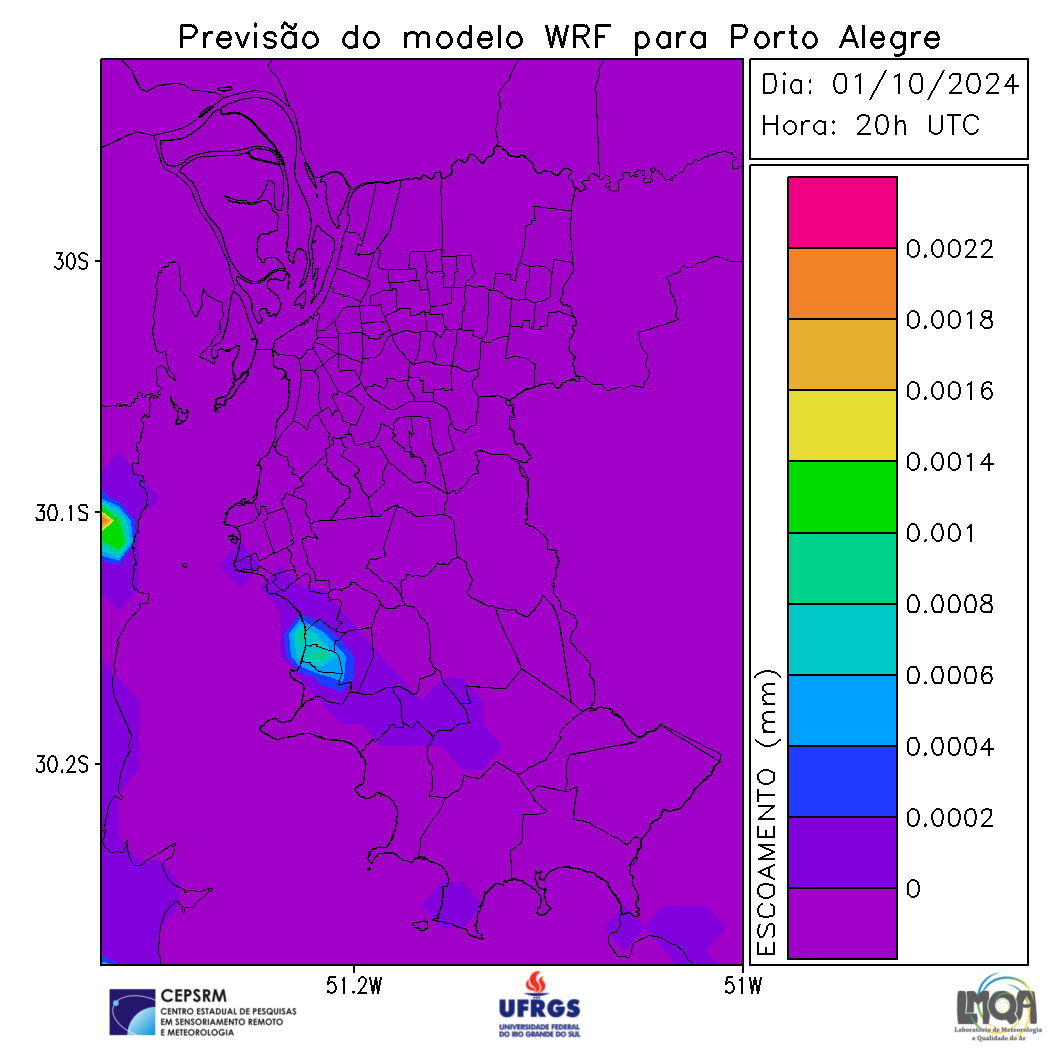 Previsão do modelo WRF para Porto Alegre
Dia: 01/10/2024
Hora: 20h UTC
30S
30.1S
30.2S
51.2W
51W
ESCOAMENTO (mm)
0.0022
0.0018
0.0016
0.0014
0.001
0.0008
0.0006
0.0004
0.0002
0
CEPSRM
CENTRO ESTADUAL DE PESQUISAS
EM SENSORIAMENTO REMOTO
E METEOROLOGIA
UFRGS
UNIVERSIDADE FEDERAL
DO RIO GRANDE DO SUL
LMQA
Laboratório de Meteorologia
e Qualidade do Ar